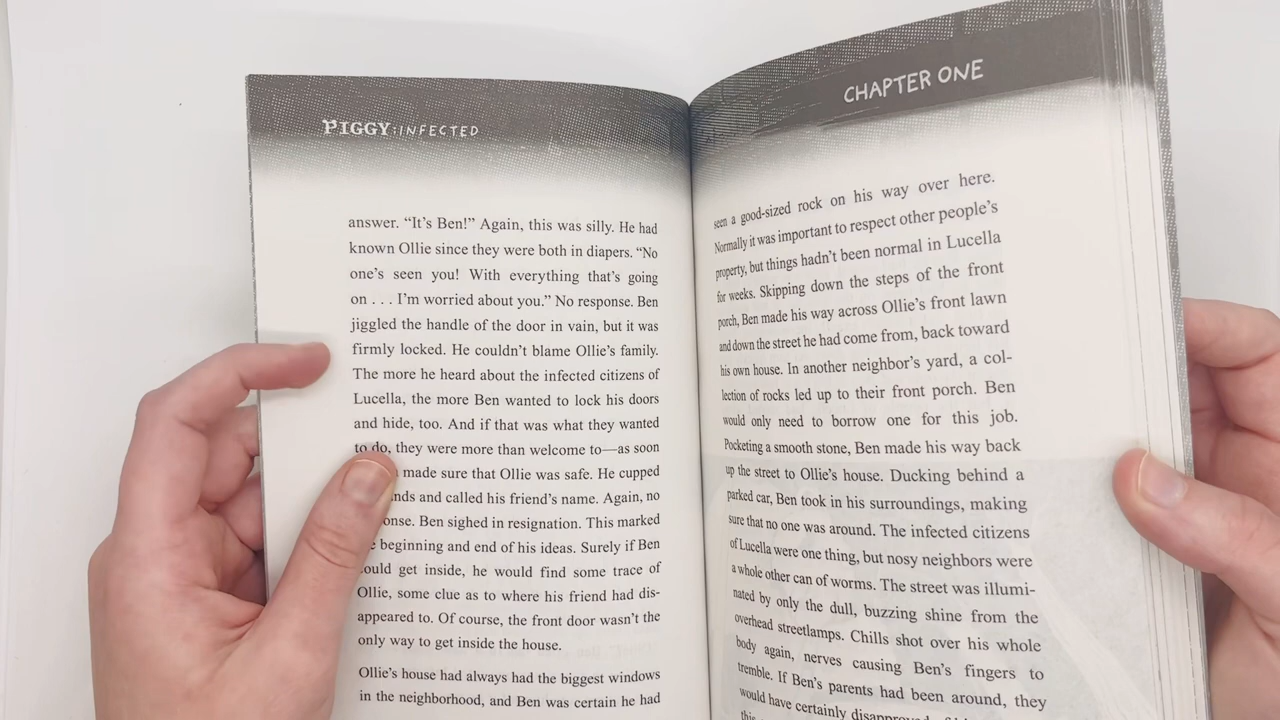 PIGGY: INFECTED
answer. “It’s Ben!” Again, this was silly. He had
known Ollie since they were both in diapers. “No
one’s seen you! With everything that’s going
on . . . I’m worried about you.” No response. Ben
jiggled the handle of the door in vain, but it was
firmly locked. He couldn’t blame Ollie’s family.
The more he heard about the infected citizens of
Lucella, the more Ben wanted to lock his doors
and hide, too. And if that was what they wanted
to do, they were more than welcome to—as soon
made sure that Ollie was safe. He cupped
nds and called his friend’s name. Again, no
onse. Ben sighed in resignation. This marked
beginning and end of his ideas. Surely if Ben
ould get inside, he would find some trace of
Ollie, some clue as to where his friend had dis-
appeared to. Of course, the front door wasn’t the
only way to get inside the house.
Ollie’s house had always had the biggest windows
in the neighborhood, and Ben was certain he had
CHAPTER ONE
seen a good-sized rock on his way over here.
Normally it was important to respect other people’s
property, but things hadn’t been normal in Lucella
for weeks. Skipping down the steps of the front
porch, Ben made his way across Ollie’s front lawn
and down the street he had come from, back toward
his own house. In another neighbor’s yard, a col-
lection of rocks led up to their front porch. Ben
would only need to borrow one for this job.
Pocketing a smooth stone, Ben made his way back
up the street to Ollie’s house. Ducking behind a
parked car, Ben took in his surroundings, making
sure that no one was around. The infected citizens
of Lucella were one thing, but nosy neighbors were
a whole other can of worms. The street was illumi-
nated by only the dull, buzzing shine from the
overhead streetlamps. Chills shot over his whole
body again, nerves causing Ben’s fingers to
tremble. If Ben’s parents had been around, they
would have certainly